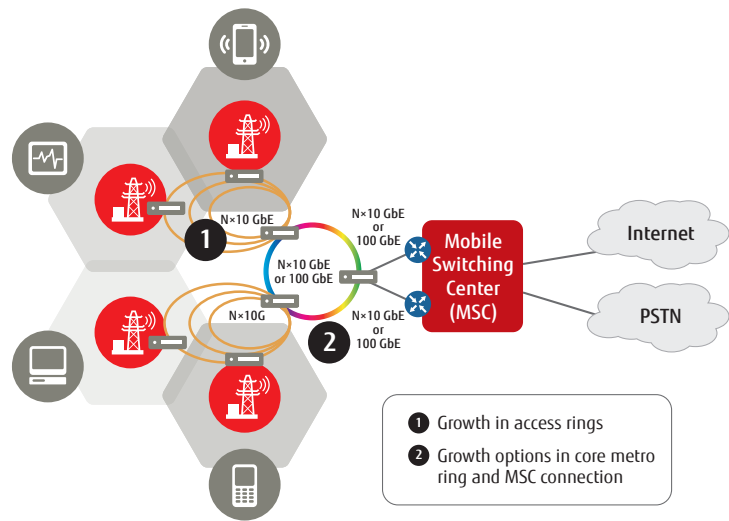 N×10 GbE
1
N×10 GbE
or
100 GbE
N×10 GbE
or 100 GbE
N×10G
2
N×10 GbE
or
100 GbE
Mobile
Switching
Center
(MSC)
Internet
PSTN
1 Growth in access rings
2 Growth options in core metro
ring and MSC connection